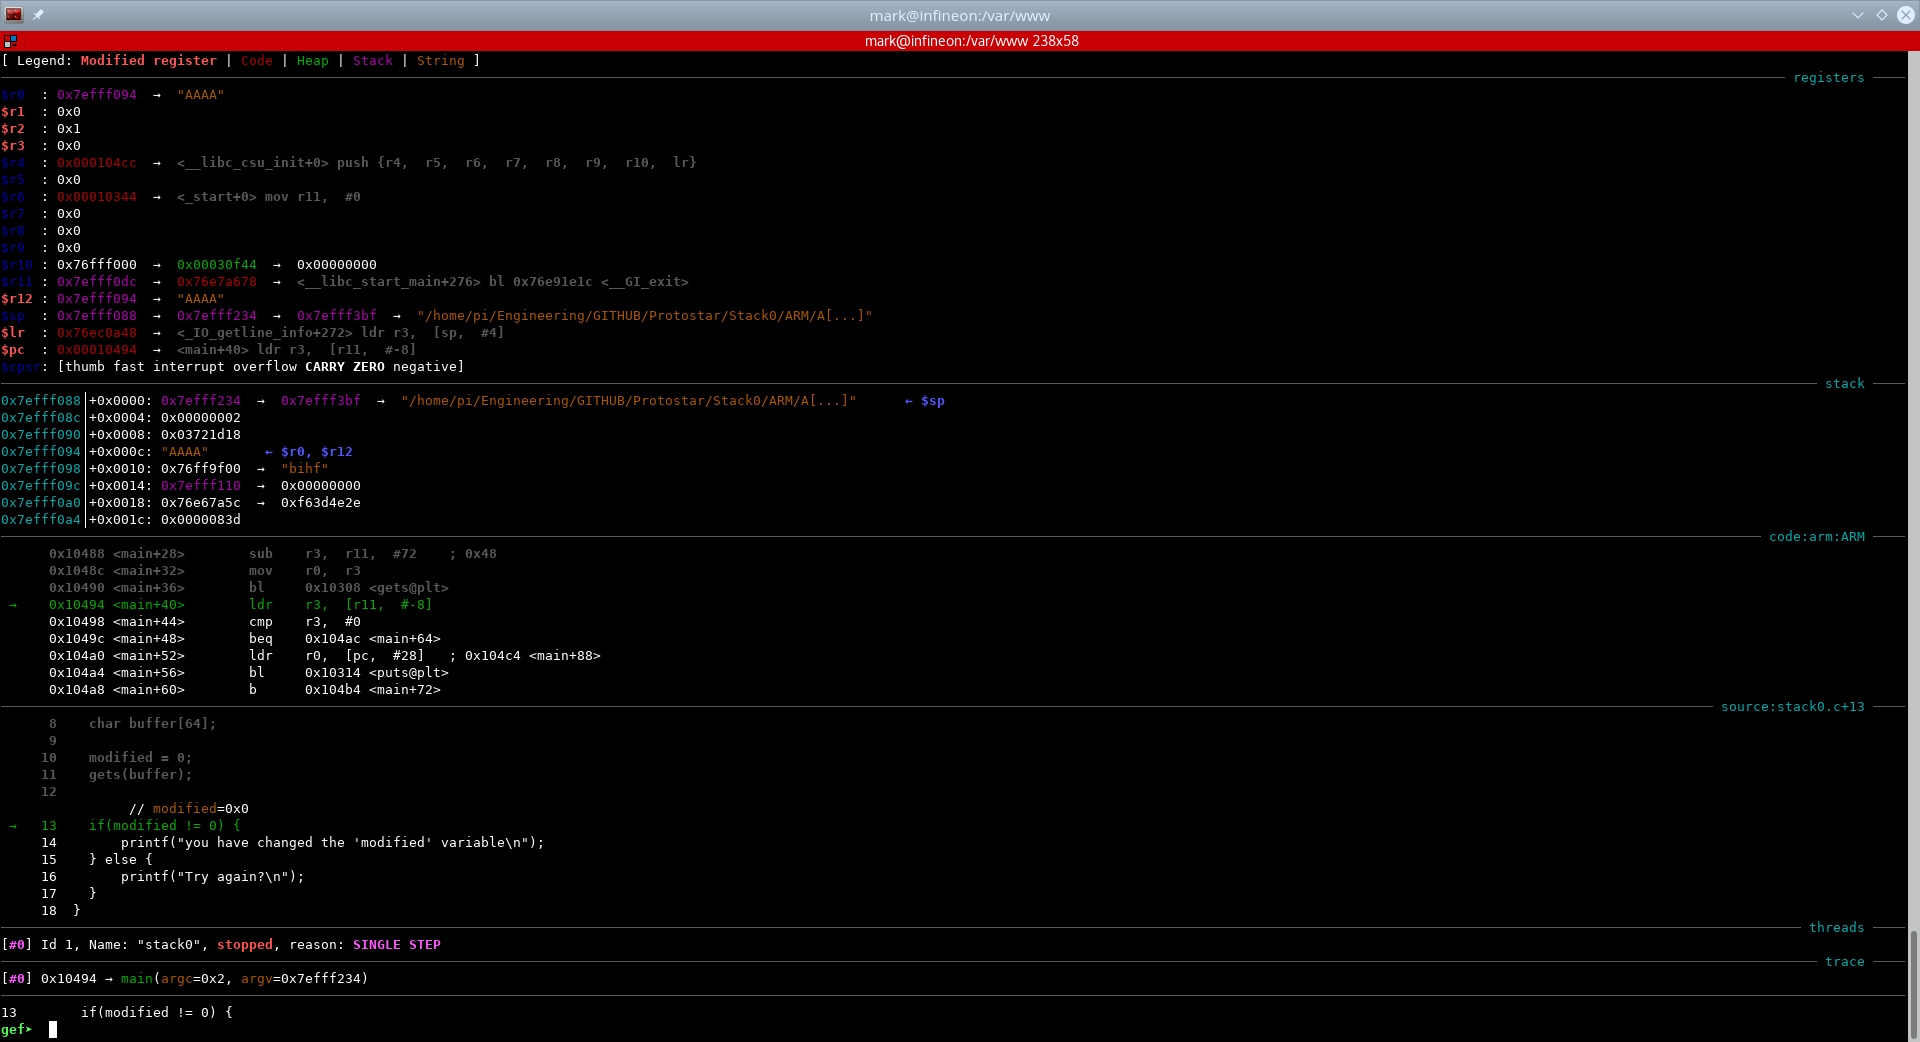 mark@infineon:/var/www
mark@infineon:/var/www 238x58
[ Legend: Modified register | Code | Heap | Stack | String ]
registers
$r0  : 0x7efff094  →  "AAAA"
$r1  : 0x0
$r2  : 0x1
$r3  : 0x0
$r4  : 0x000104cc  →  <__libc_csu_init+0> push {r4,  r5,  r6,  r7,  r8,  r9,  r10,  lr}
$r5  : 0x0
$r6  : 0x00010344  →  <_start+0> mov r11,  #0
$r7  : 0x0
$r8  : 0x0
$r9  : 0x0
$r10 : 0x76fff000  →  0x00030f44  →  0x00000000
$r11 : 0x7efff0dc  →  0x76e7a678  →  <__libc_start_main+276> bl 0x76e91e1c <__GI_exit>
$r12 : 0x7efff094  →  "AAAA"
$sp  : 0x7efff088  →  0x7efff234  →  0x7efff3bf  →  "/home/pi/Engineering/GITHUB/Protostar/Stack0/ARM/A[...]"
$lr  : 0x76ec0a48  →  <_IO_getline_info+272> ldr r3,  [sp,  #4]
$pc  : 0x00010494  →  <main+40> ldr r3,  [r11,  #-8]
$cpsr: [thumb fast interrupt overflow CARRY ZERO negative]
stack
0x7efff088│+0x0000: 0x7efff234  →  0x7efff3bf  →  "/home/pi/Engineering/GITHUB/Protostar/Stack0/ARM/A[...]"      ← $sp
0x7efff08c│+0x0004: 0x00000002
0x7efff090│+0x0008: 0x03721d18
0x7efff094│+0x000c: "AAAA"       ← $r0, $r12
0x7efff098│+0x0010: 0x76ff9f00  →  "bihf"
0x7efff09c│+0x0014: 0x7efff110  →  0x00000000
0x7efff0a0│+0x0018: 0x76e67a5c  →  0xf63d4e2e
0x7efff0a4│+0x001c: 0x0000083d
code:arm:ARM
0x10488 <main+28>        sub    r3,  r11,  #72    ; 0x48
0x1048c <main+32>        mov    r0,  r3
0x10490 <main+36>        bl     0x10308 <gets@plt>
→    0x10494 <main+40>        ldr    r3,  [r11,  #-8]
0x10498 <main+44>        cmp    r3,  #0
0x1049c <main+48>        beq    0x104ac <main+64>
0x104a0 <main+52>        ldr    r0,  [pc,  #28]   ; 0x104c4 <main+88>
0x104a4 <main+56>        bl     0x10314 <puts@plt>
0x104a8 <main+60>        b      0x104b4 <main+72>
source:stack0.c+13
8    char buffer[64];
9
10    modified = 0;
11    gets(buffer);
12
// modified=0x0
→   13    if(modified != 0) {
14        printf("you have changed the 'modified' variable\n");
15    } else {
16        printf("Try again?\n");
17    }
18  }
threads
[#0] Id 1, Name: "stack0", stopped, reason: SINGLE STEP
trace
[#0] 0x10494 → main(argc=0x2, argv=0x7efff234)
13        if(modified != 0) {
gef➤